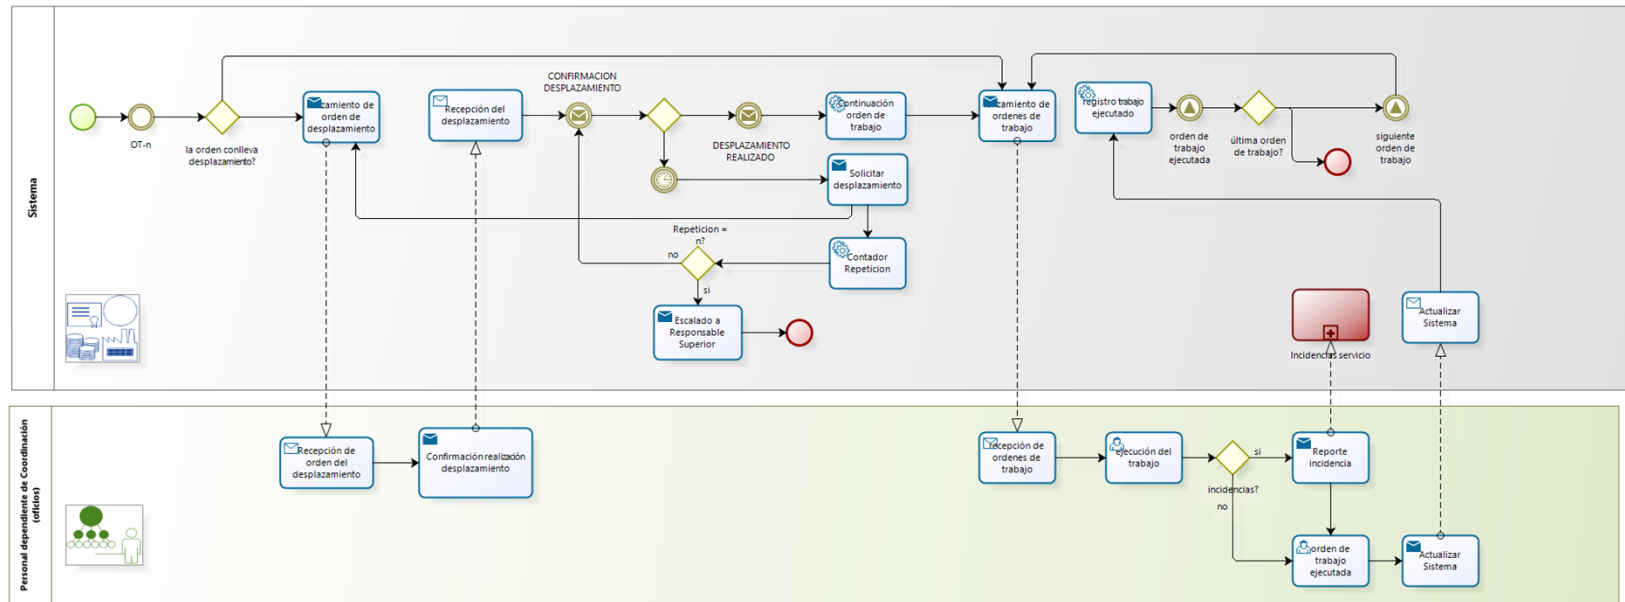 Sistema
OT-n
la orden conlleva
desplazamiento?
zamiento de
orden de
desplazamiento
Recepción del
desplazamiento
CONFIRMACION
DESPLAZAMIENTO
DESPLAZAMIENTO
REALIZADO
Continuación
orden de
trabajo
Solicitar
desplazamiento
Contador
Repeticion
Repeticion =
n?
no
si
Escalado a
Responsable
Superior
zamiento de
ordenes de
trabajo
registro trabajo
ejecutado
orden de
trabajo
ejecutada
última orden
de trabajo?
siguiente
orden de
trabajo
Incidencias servicio
Actualizar
Sistema
Personal dependiente de Coordinación
(oficios)
Recepción de
orden del
desplazamiento
Confirmación realización
desplazamiento
recepción de
ordenes de
trabajo
ejecución del
trabajo
incidencias?
si
no
Reporte
incidencia
orden de
trabajo
ejecutada
Actualizar
Sistema